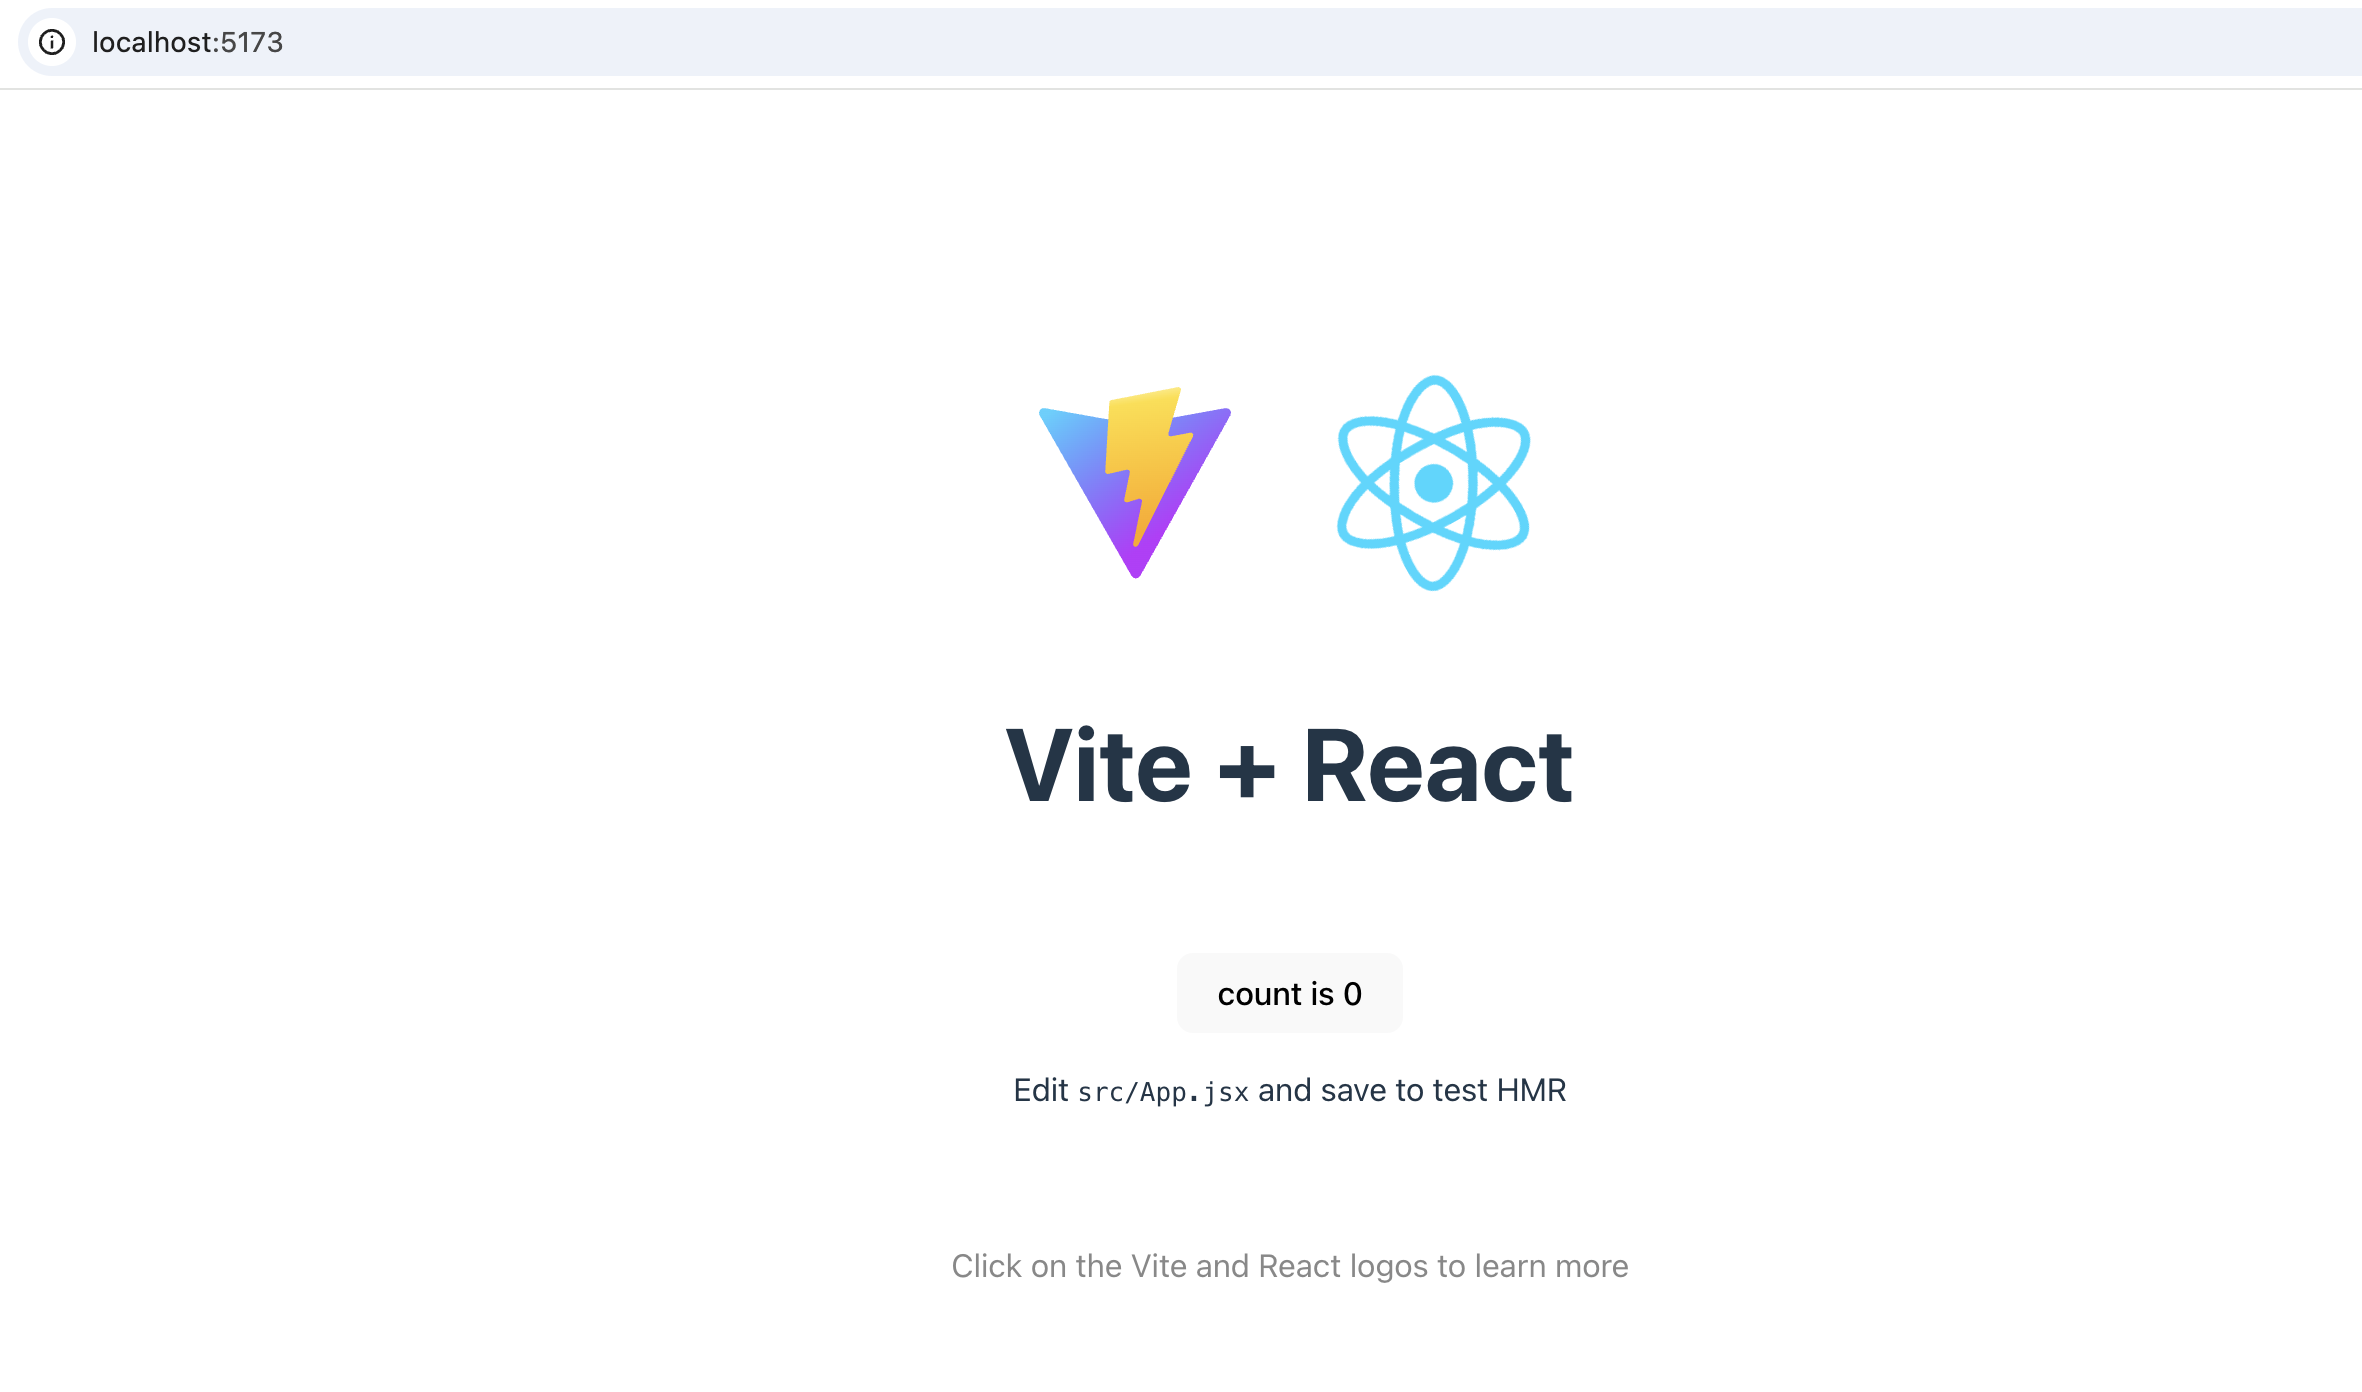 localhost:5173
Vite + React
count is 0
Edit src/App.jsx and save to test HMR
Click on the Vite and React logos to learn more